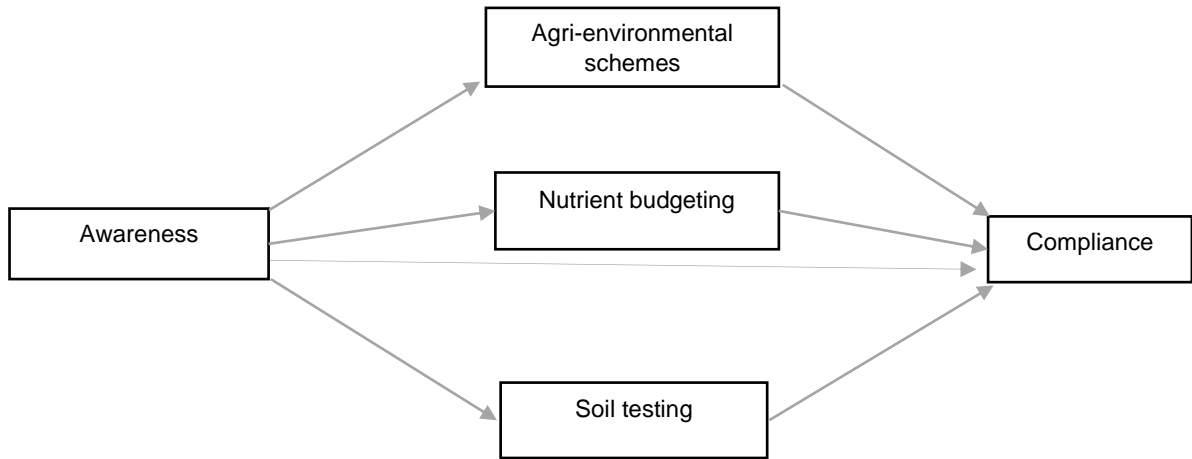 Agri-environmental
schemes
Nutrient budgeting
Awareness
Compliance
Soil testing